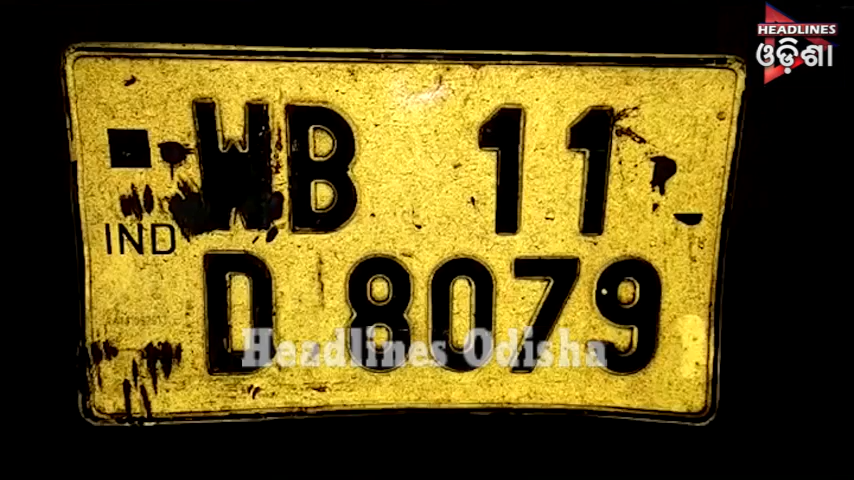 HEADLINES
ଓଡ଼ିଶା
WB 11
IND
D 8079
Headlines Odisha